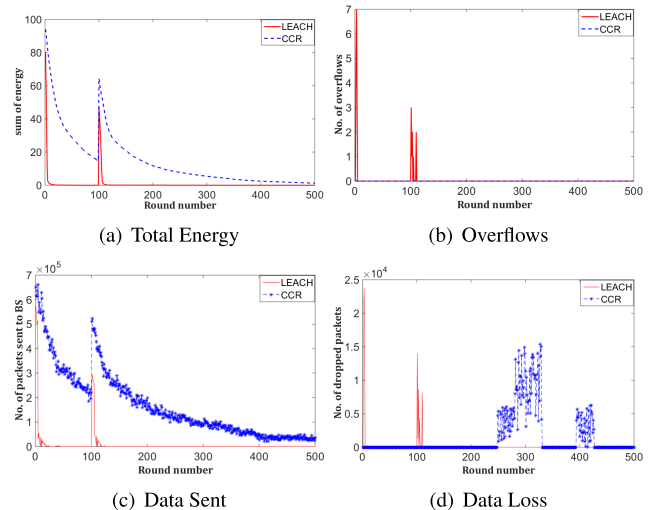 100
80
60
40
20
0
sum of energy
LEACH
CCR
0 100 200 300 400 500
Round number
(a) Total Energy
7
6
5
4
3
2
1
0
No. of overflows
LEACH
CCR
0 100 200 300 400 500
Round number
(b) Overflows
×10⁵
7
6
5
4
3
2
1
0
No. of packets sent to BS
LEACH
CCR
0 100 200 300 400 500
Round number
(c) Data Sent
×10⁴
2.5
2
1.5
1
0.5
0
No. of dropped packets
LEACH
CCR
0 100 200 300 400 500
Round number
(d) Data Loss